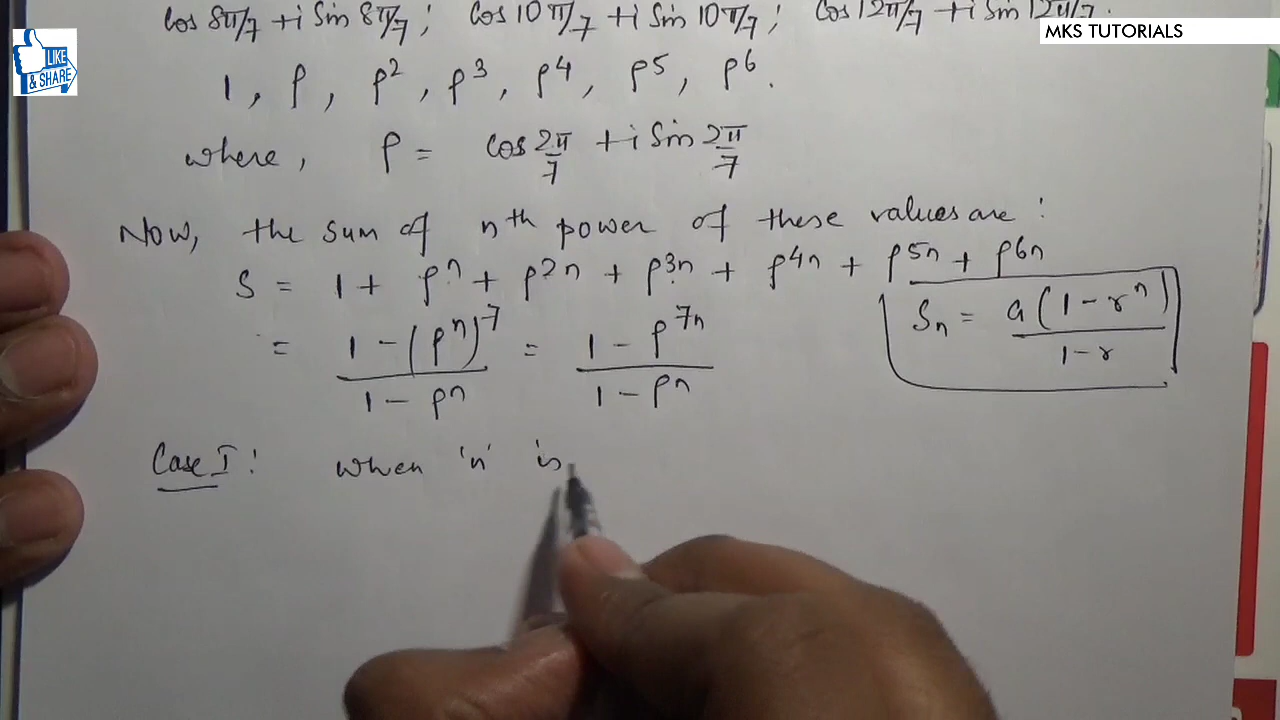 cos 8π/7 + i sin 8π/7 ; cos 10π/7 + i sin 10π/7 ; cos 12π/7 + i sin 12π/7 .
MKS TUTORIALS
LIKE
& SHARE
1 , ρ , ρ² , ρ³ , ρ⁴ , ρ⁵ , ρ⁶ .
where , ρ = cos 2π/7 + i sin 2π/7
Now, the sum of nth power of these values are :
S = 1 + ρⁿ + ρ²ⁿ + ρ³ⁿ + ρ⁴ⁿ + ρ⁵ⁿ + ρ⁶ⁿ
= 1 - (ρⁿ)⁷ / 1 - ρⁿ = 1 - ρ⁷ⁿ / 1 - ρⁿ
Sn = a(1 - rⁿ) / 1 - r
Case I : when 'n' is